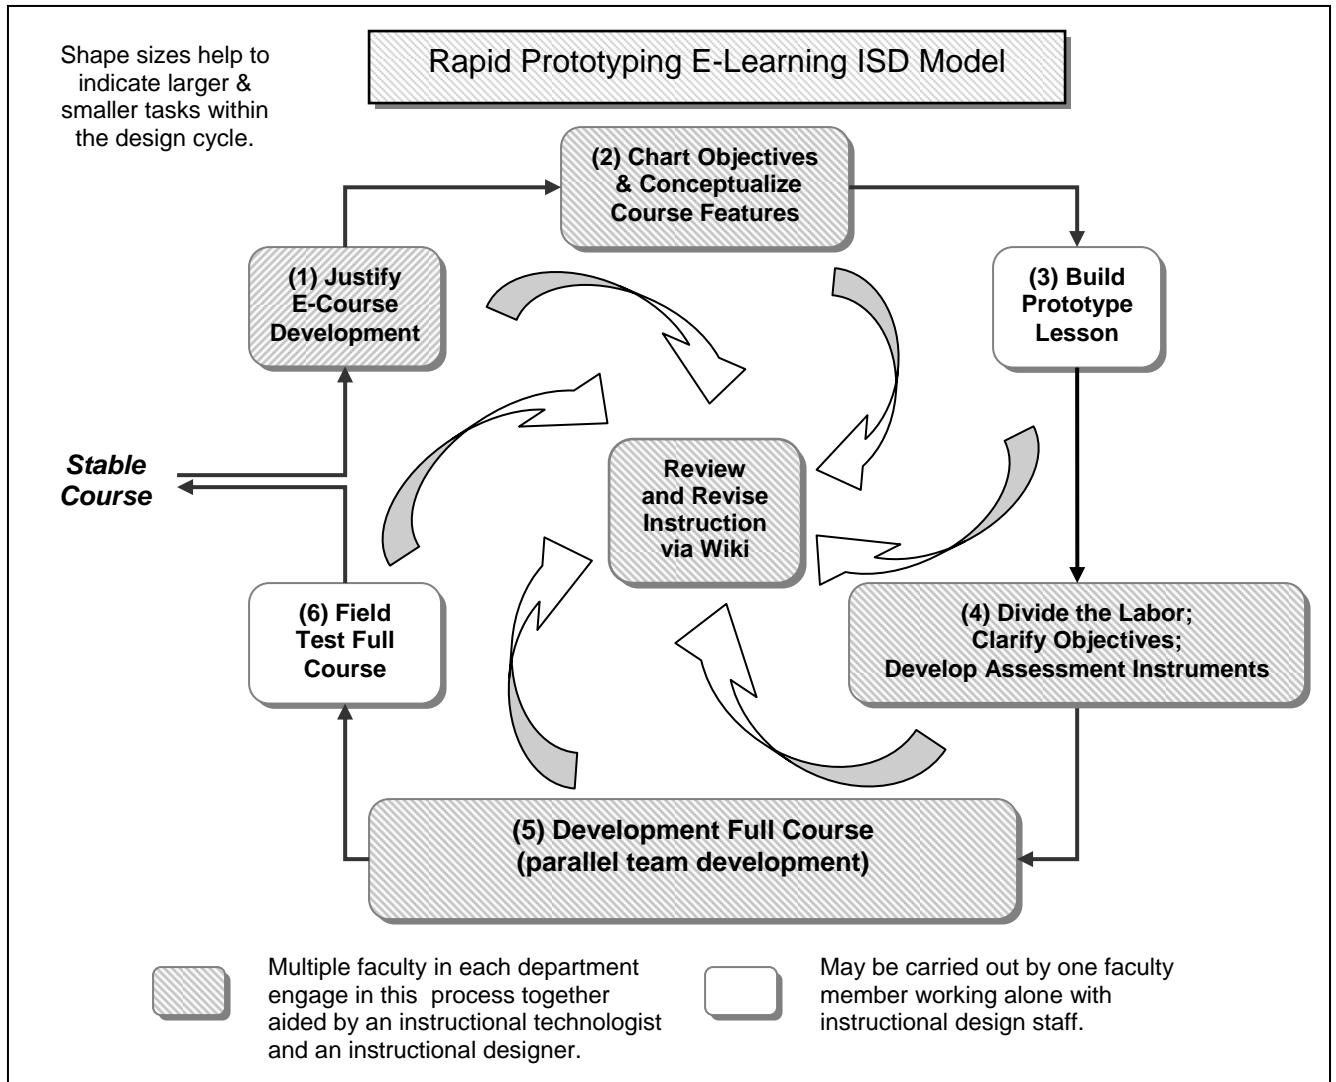 Shape sizes help to
indicate larger &
smaller tasks within
the design cycle.
Rapid Prototyping E-Learning ISD Model
(2) Chart Objectives
& Conceptualize
Course Features
(1) Justify
E-Course
Development
(3) Build
Prototype
Lesson
Stable
Course
Review
and Revise
Instruction
via Wiki
(6) Field
Test Full
Course
(4) Divide the Labor;
Clarify Objectives;
Develop Assessment Instruments
(5) Development Full Course
(parallel team development)
Multiple faculty in each department
engage in this process together
aided by an instructional technologist
and an instructional designer.
May be carried out by one faculty
member working alone with
instructional design staff.